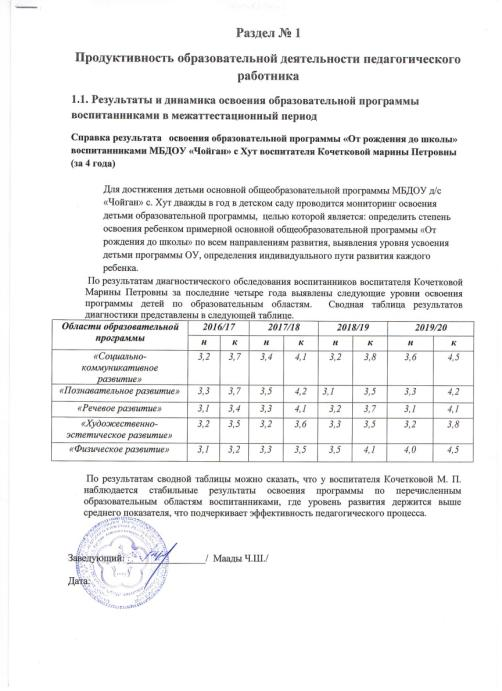 Раздел № 1
Продуктивность образовательной деятельности педагогического
работника
1.1. Результаты и динамика освоения образовательной программы
воспитанниками в межаттестационный период
Справка результата освоения образовательной программы «От рождения до школы»
воспитанниками МБДОУ «Чойган» с Хут воспитателя Кочетковой марины Петровны
(за 4 года)
Для достижения детьми основной общеобразовательной программы МБДОУ д/с
«Чойган» с. Хут дважды в год в детском саду проводится мониторинг освоения
детьми образовательной программы, целью которой является: определить степень
освоения ребенком примерной основной общеобразовательной программы «От
рождения до школы» по всем направлениям развития, выявления уровня усвоения
детьми программы ОУ, определения индивидуального пути развития каждого
ребенка.
По результатам диагностического обследования воспитанников воспитателя Кочетковой
Марины Петровны за последние четыре года выявлены следующие уровни освоения
программы детей по образовательным областям. Сводная таблица результатов
диагностики представлены в следующей таблице.
Области образовательной программы 2016/17 2017/18 2018/19 2019/20
н к н к н к н к
«Социально-
коммуникативное
развитие» 3,2 3,7 3,4 4,1 3,2 3,8 3,6 4,5
«Познавательное развитие» 3,3 3,7 3,5 4,2 3,1 3,5 3,3 4,2
«Речевое развитие» 3,1 3,4 3,3 4,1 3,2 3,7 3,1 4,1
«Художественно-
эстетическое развитие» 3,2 3,5 3,2 3,6 3,3 3,5 3,2 3,8
«Физическое развитие» 3,1 3,2 3,3 3,5 3,5 4,1 4,0 4,5
По результатам сводной таблицы можно сказать, что у воспитателя Кочетковой М. П.
наблюдается стабильные результаты освоения программы по перечисленным
образовательным областям воспитанниками, где уровень развития держится выше
среднего показателя, что подчеркивает эффективность педагогического процесса.
Заведующий: / Маады Ч.Ш./
Дата: